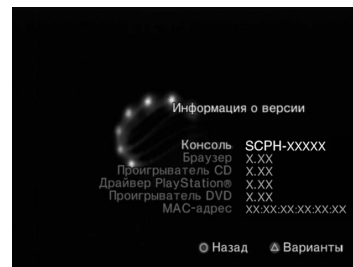 Информация о версии
Консоль SCPH-XXXXX
Браузер X.XX
Проигрыватель CD X.XX
Драйвер PlayStation® X.XX
Проигрыватель DVD X.XX
MAC-адрес XX:XX:XX:XX:XX:XX
Назад Варианты